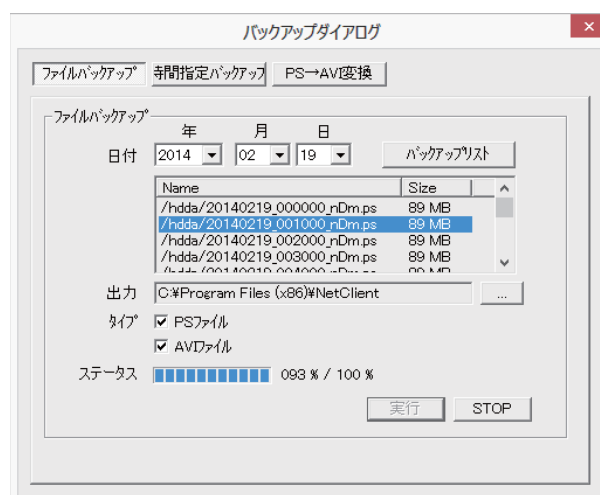 バックアップダイアログ
ファイルバックアップ 時間指定バックアップ PS→AVI変換
ファイルバックアップ
年 月 日
日付 2014 02 19 バックアップリスト
Name Size
/hdda/20140219_000000_nDm.ps 89 MB
/hdda/20140219_001000_nDm.ps 89 MB
/hdda/20140219_002000_nDm.ps 89 MB
/hdda/20140219_003000_nDm.ps 89 MB
出力 C:¥Program Files (x86)¥NetClient ...
タイプ PSファイル
AVIファイル
ステータス 093 % / 100 %
実行 STOP